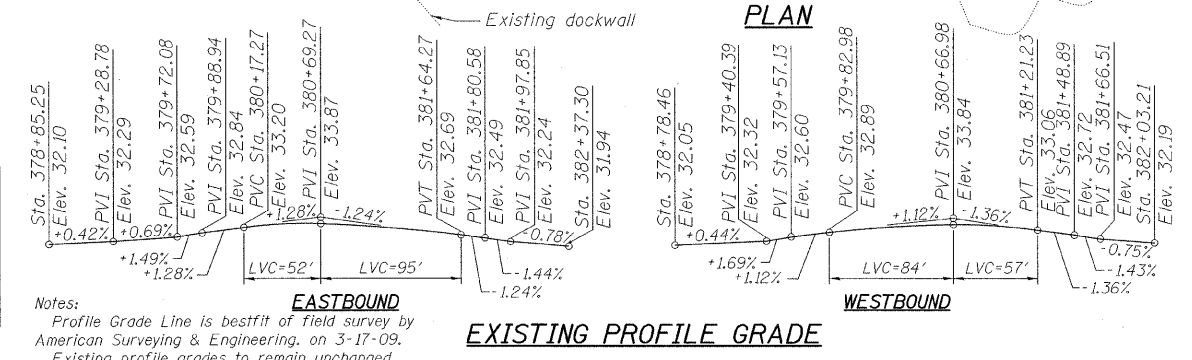 Existing dockwall
PLAN
Sta. 378+85.25
Elev. 32.10
PVI Sta. 379+28.78
Elev. 32.29
PVI Sta. 379+72.08
Elev. 32.59
PVI Sta. 379+88.94
Elev. 32.84
PVC Sta. 380+17.27
Elev. 33.20
PVI Sta. 380+69.27
Elev. 33.87
PVT Sta. 381+64.27
Elev. 32.69
PVI Sta. 381+80.58
Elev. 32.49
PVI Sta. 381+97.85
Elev. 32.24
Sta. 382+37.30
Elev. 31.94
+0.42%
+0.69%
+1.49%
+1.28%
+1.28%
-1.24%
-0.78%
-1.44%
-1.24%
LVC=52'
LVC=95'
EASTBOUND
Sta. 378+78.46
Elev. 32.05
PVI Sta. 379+40.39
Elev. 32.32
PVI Sta. 379+57.13
Elev. 32.60
PVC Sta. 379+82.98
Elev. 32.89
PVI Sta. 380+66.98
Elev. 33.84
PVT Sta. 381+21.23
Elev. 33.06
PVI Sta. 381+48.89
Elev. 32.72
PVI Sta. 381+66.51
Elev. 32.47
Sta. 382+03.21
Elev. 32.19
+0.44%
+1.69%
+1.12%
+1.12%
-1.36%
-0.75%
-1.43%
-1.36%
LVC=84'
LVC=57'
WESTBOUND
Notes:
Profile Grade Line is bestfit of field survey by
American Surveying & Engineering. on 3-17-09.
Existing profile grades to remain unchanged
EXISTING PROFILE GRADE